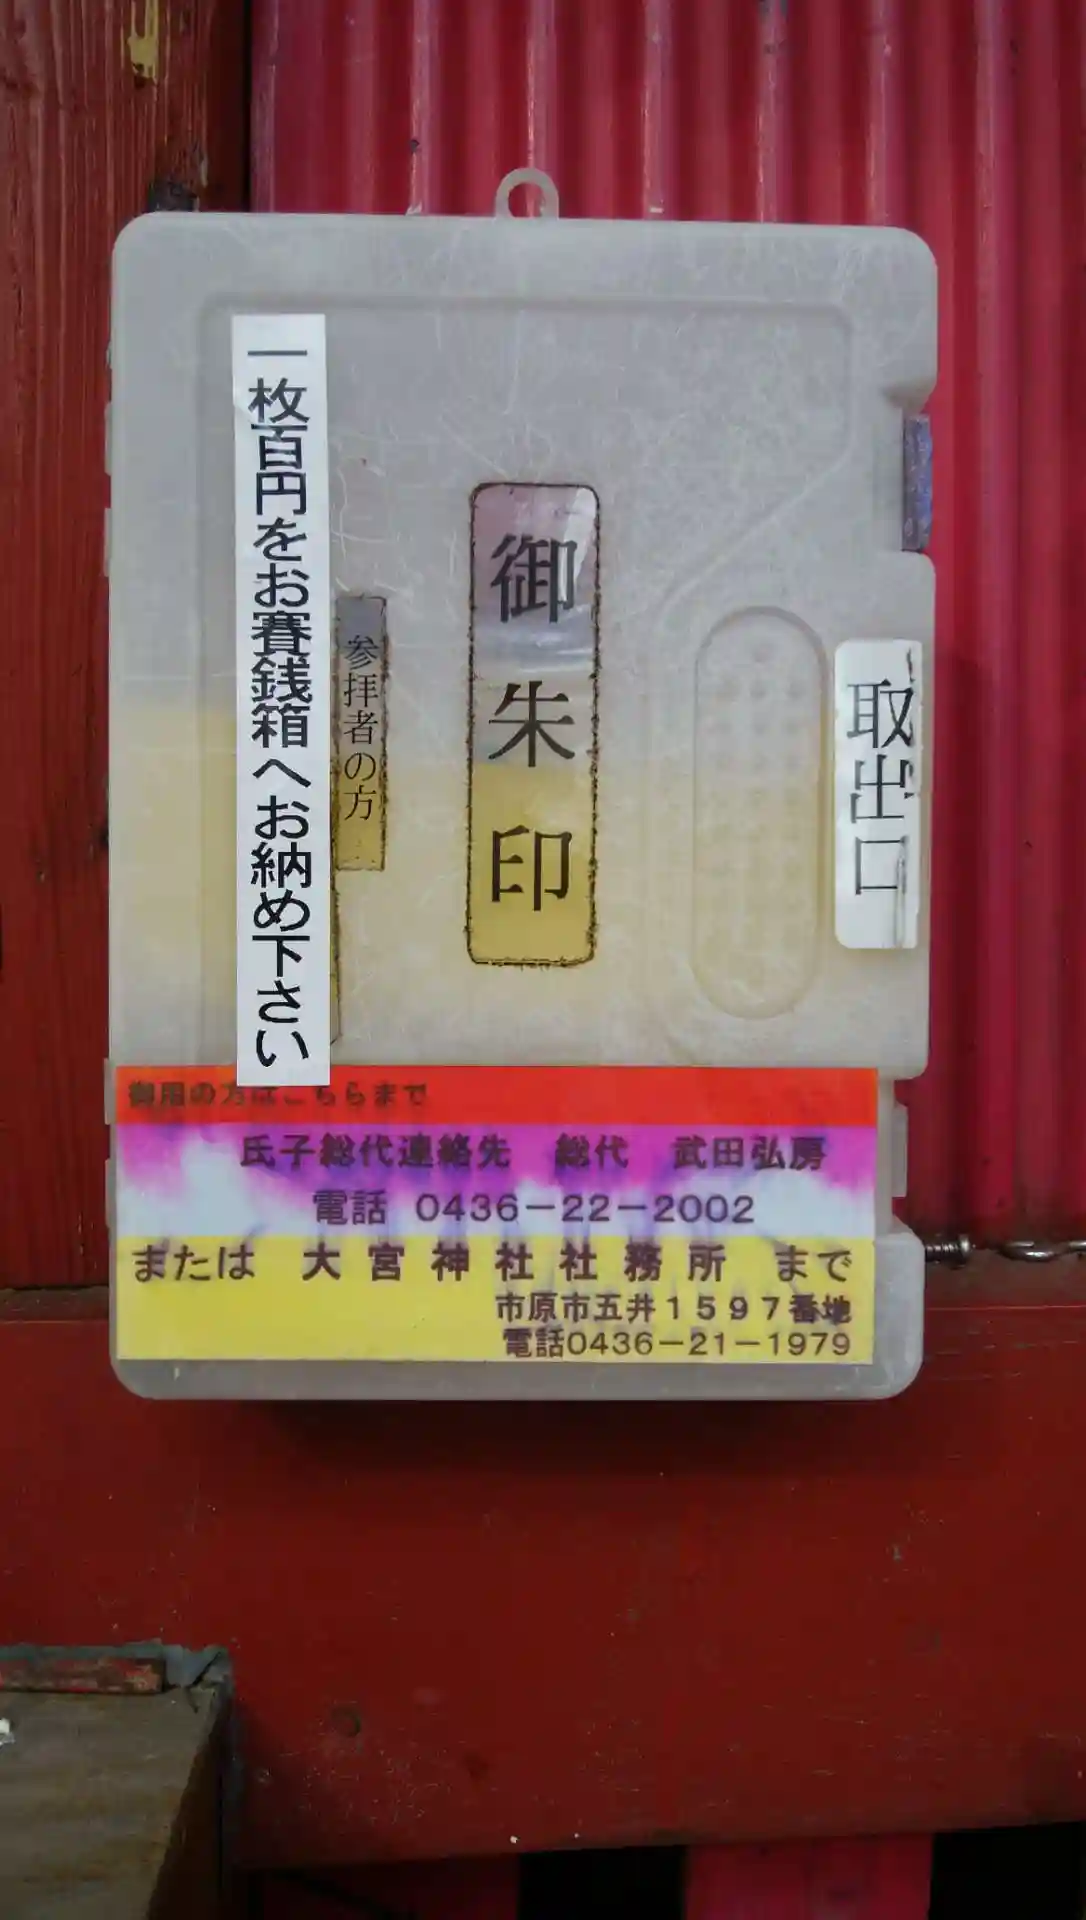 御朱印
取出口
参拝者の方
一枚百円をお賽銭箱へお納め下さい
御用の方はこちらまで
氏子総代連絡先 総代 武田弘房
電話 0436-22-2002
または 大宮神社社務所 まで
市原市五井1597番地
電話0436-21-1979